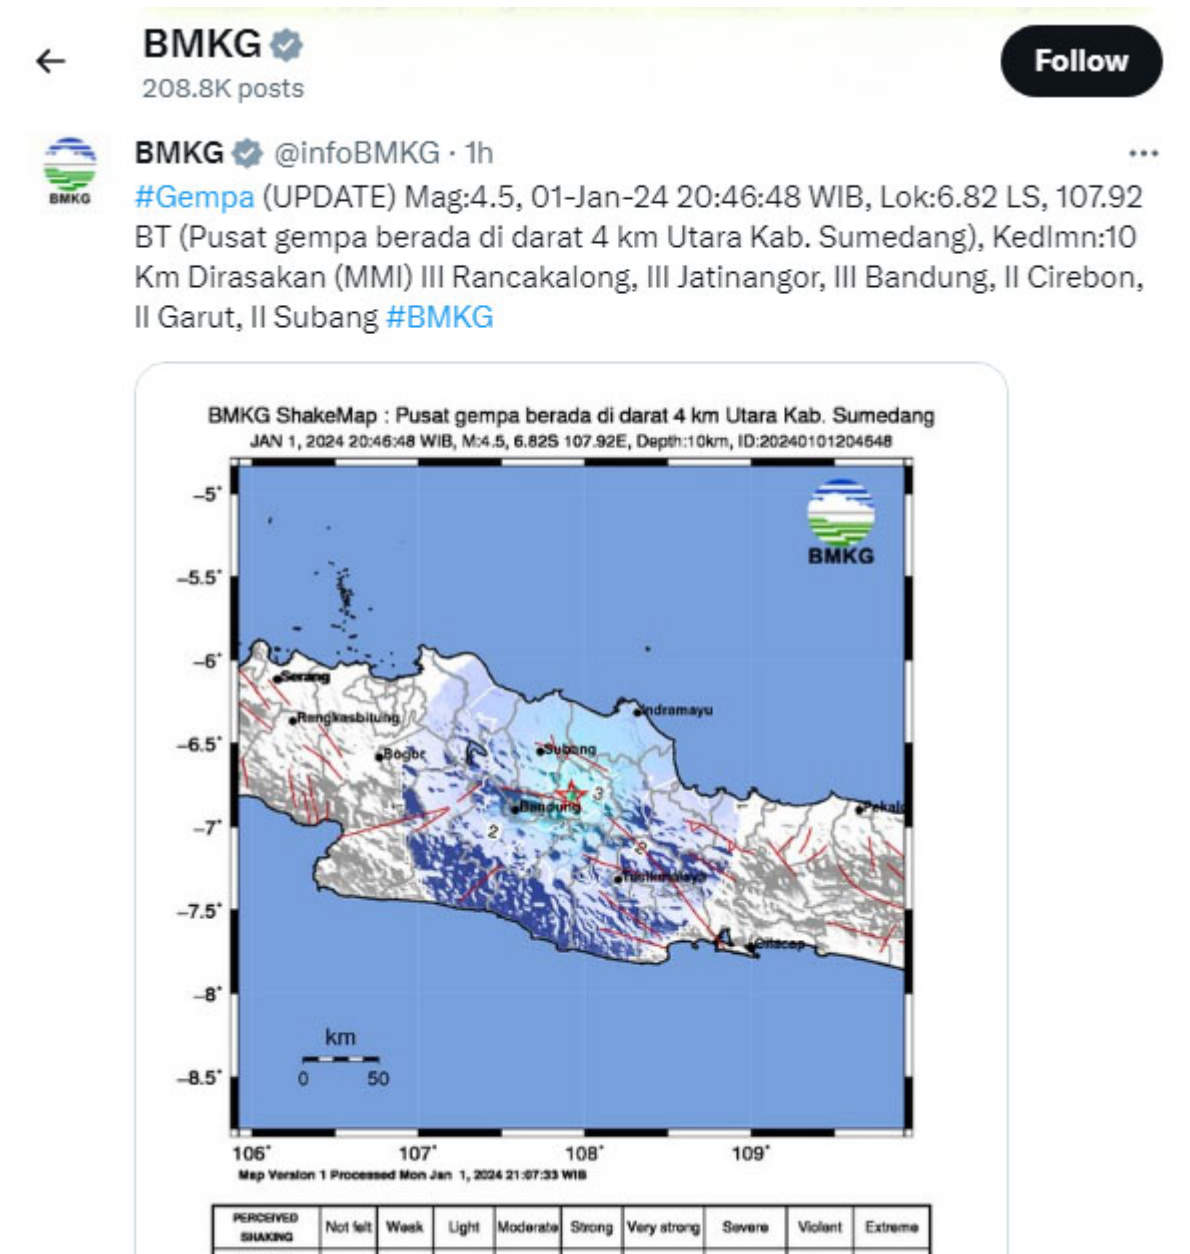 BMKG
208.8K posts
Follow
BMKG @infoBMKG · 1h
#Gempa (UPDATE) Mag:4.5, 01-Jan-24 20:46:48 WIB, Lok:6.82 LS, 107.92
BT (Pusat gempa berada di darat 4 km Utara Kab. Sumedang), Kedlmn:10
Km Dirasakan (MMI) III Rancakalong, III Jatinangor, III Bandung, II Cirebon,
II Garut, II Subang #BMKG
BMKG
BMKG ShakeMap : Pusat gempa berada di darat 4 km Utara Kab. Sumedang
JAN 1, 2024 20:46:48 WIB, M:4.5, 6.82S 107.92E, Depth:10km, ID:20240101204648
-5°
BMKG
-5.5°
-6°
Serang
Rangkasbitung
Indramayu
-6.5°
Bogor
Subang
3
Bandung
1
Pekalo
-7°
2
2
Tasikmalaya
-7.5°
Cilacap
-8°
km
0 50
-8.5°
106° 107° 108° 109°
Map Version 1 Processed Mon Jan 1, 2024 21:07:33 WIB
PERCEIVED SHAKING
Not felt
Weak
Light
Moderate
Strong
Very strong
Severe
Violent
Extreme